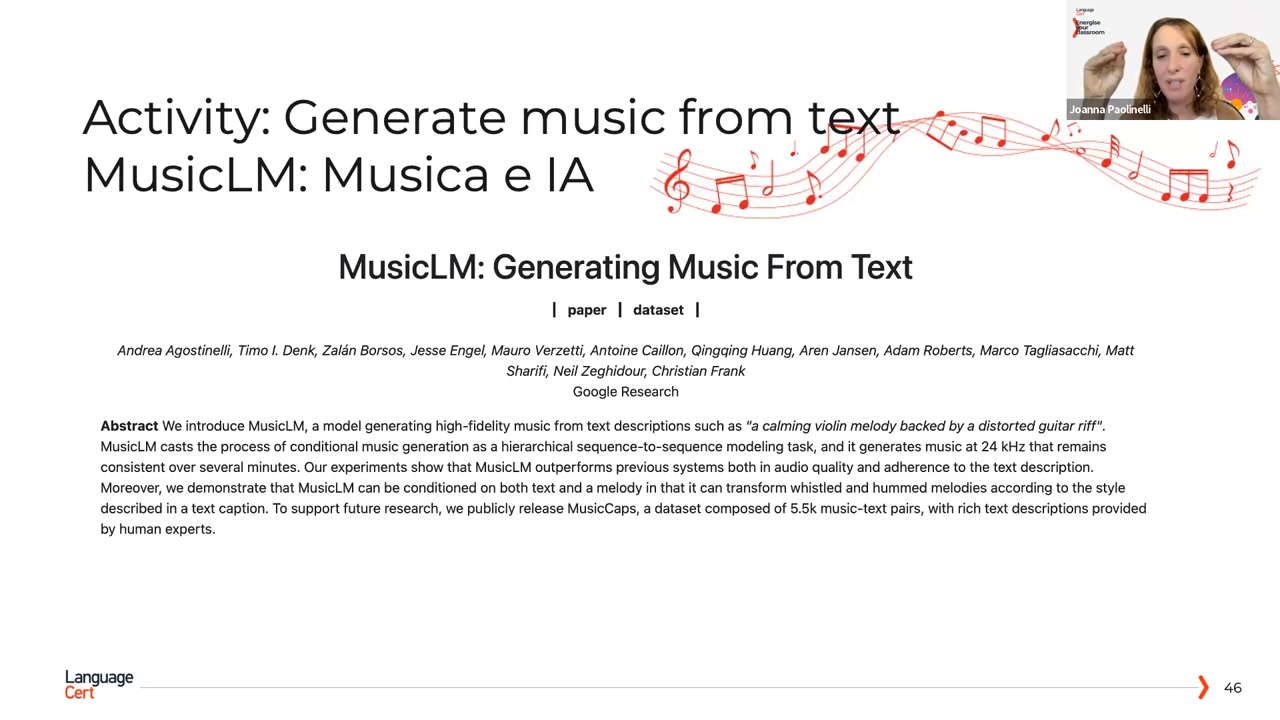 Language
Cert
Energise
your
classroom
Joanna Paolinelli
Activity: Generate music from text
MusicLM: Musica e IA
MusicLM: Generating Music From Text
| paper | dataset |
Andrea Agostinelli, Timo I. Denk, Zalán Borsos, Jesse Engel, Mauro Verzetti, Antoine Caillon, Qingqing Huang, Aren Jansen, Adam Roberts, Marco Tagliasacchi, Matt
Sharifi, Neil Zeghidour, Christian Frank
Google Research
Abstract We introduce MusicLM, a model generating high-fidelity music from text descriptions such as "a calming violin melody backed by a distorted guitar riff".
MusicLM casts the process of conditional music generation as a hierarchical sequence-to-sequence modeling task, and it generates music at 24 kHz that remains
consistent over several minutes. Our experiments show that MusicLM outperforms previous systems both in audio quality and adherence to the text description.
Moreover, we demonstrate that MusicLM can be conditioned on both text and a melody in that it can transform whistled and hummed melodies according to the style
described in a text caption. To support future research, we publicly release MusicCaps, a dataset composed of 5.5k music-text pairs, with rich text descriptions provided
by human experts.
Language
Cert
46